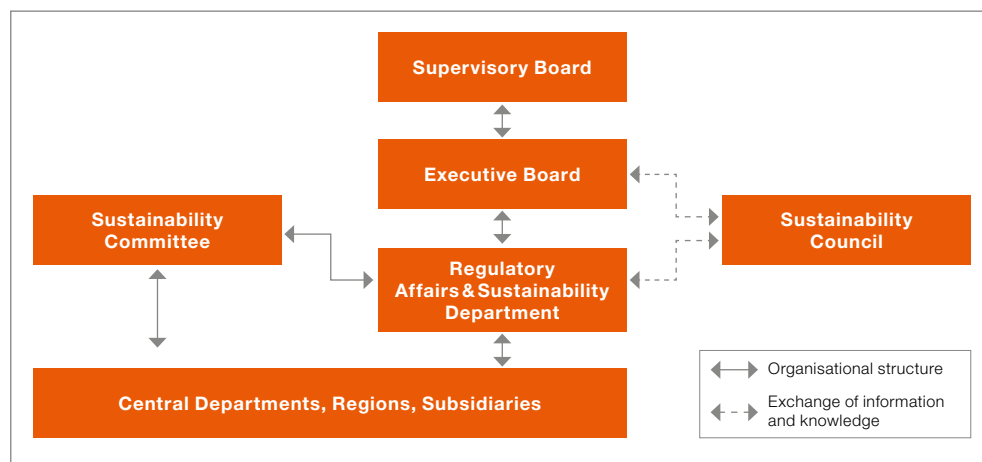 Supervisory Board
Executive Board
Sustainability
Committee
Sustainability
Council
Regulatory
Affairs & Sustainability
Department
Central Departments, Regions, Subsidiaries
Organisational structure
Exchange of information
and knowledge